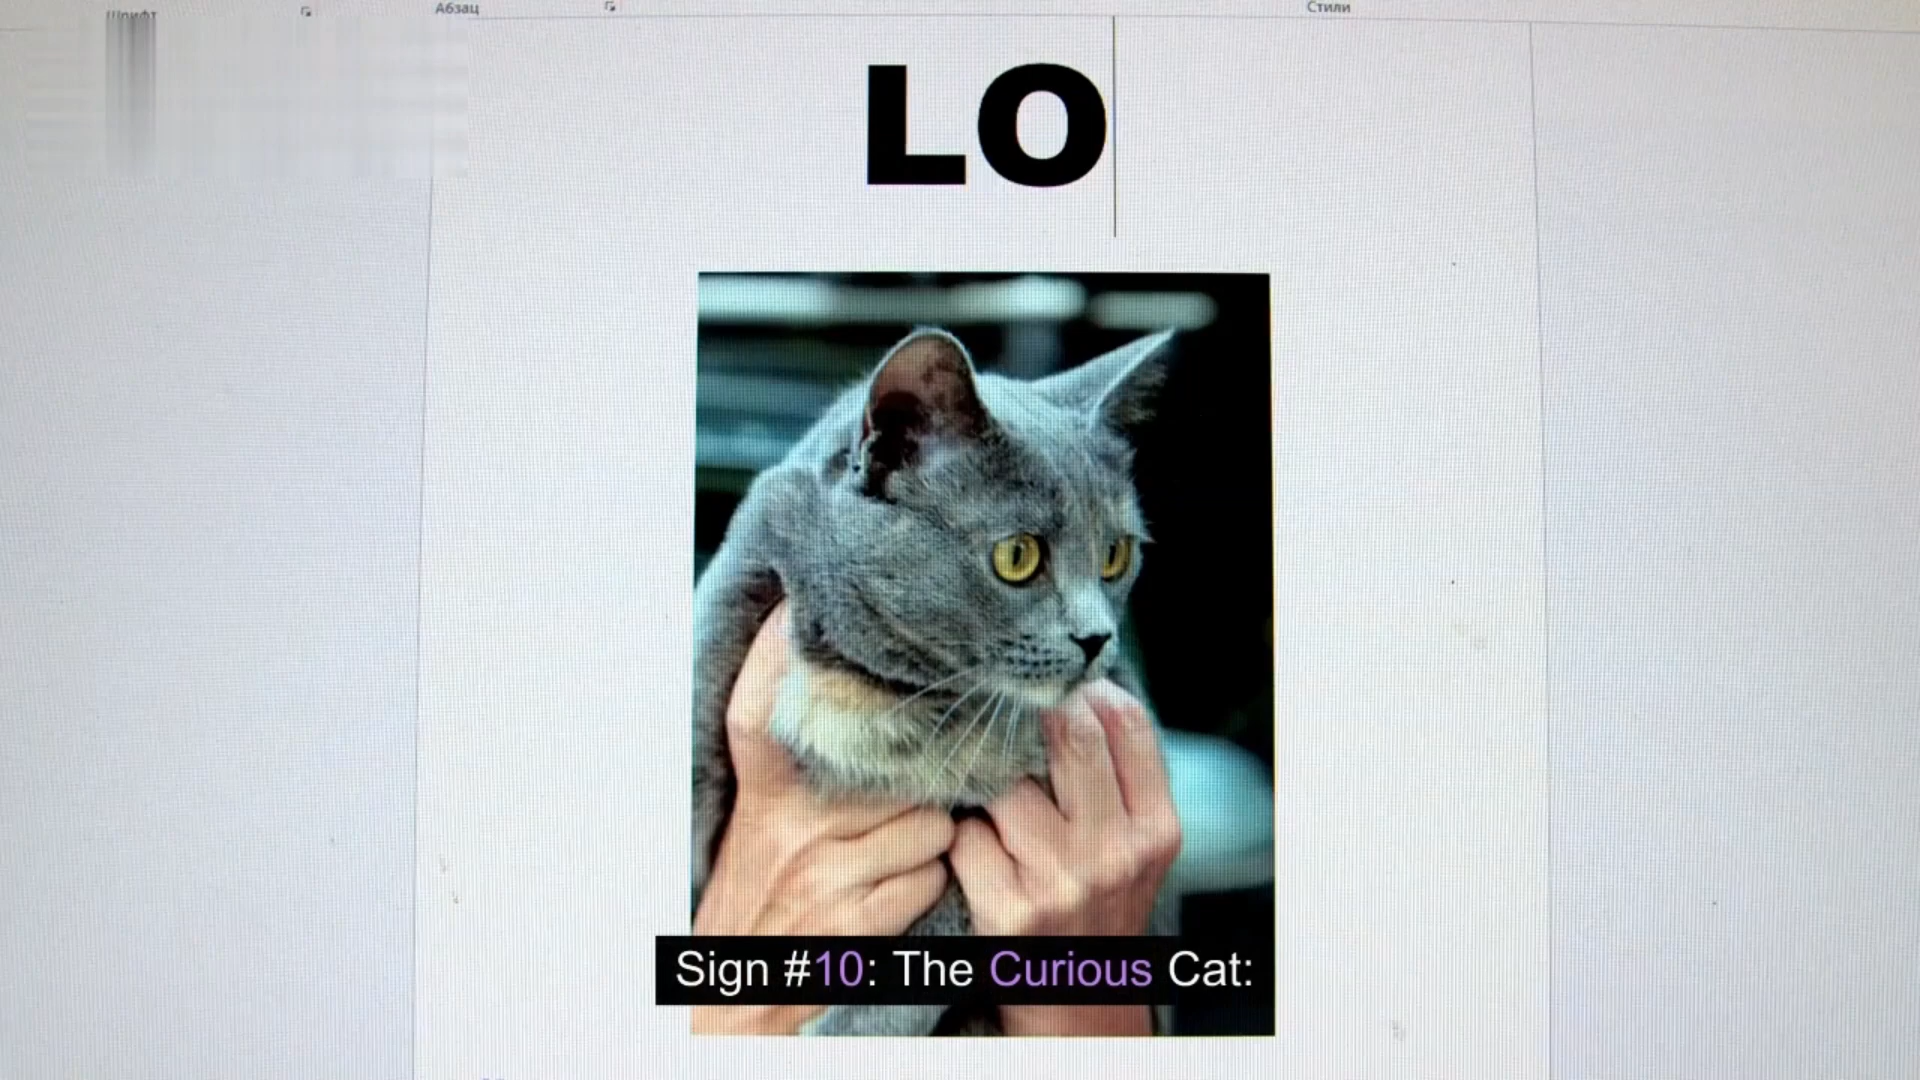 Шрифт
Абзац
Стили
LO
Sign #10: The Curious Cat: